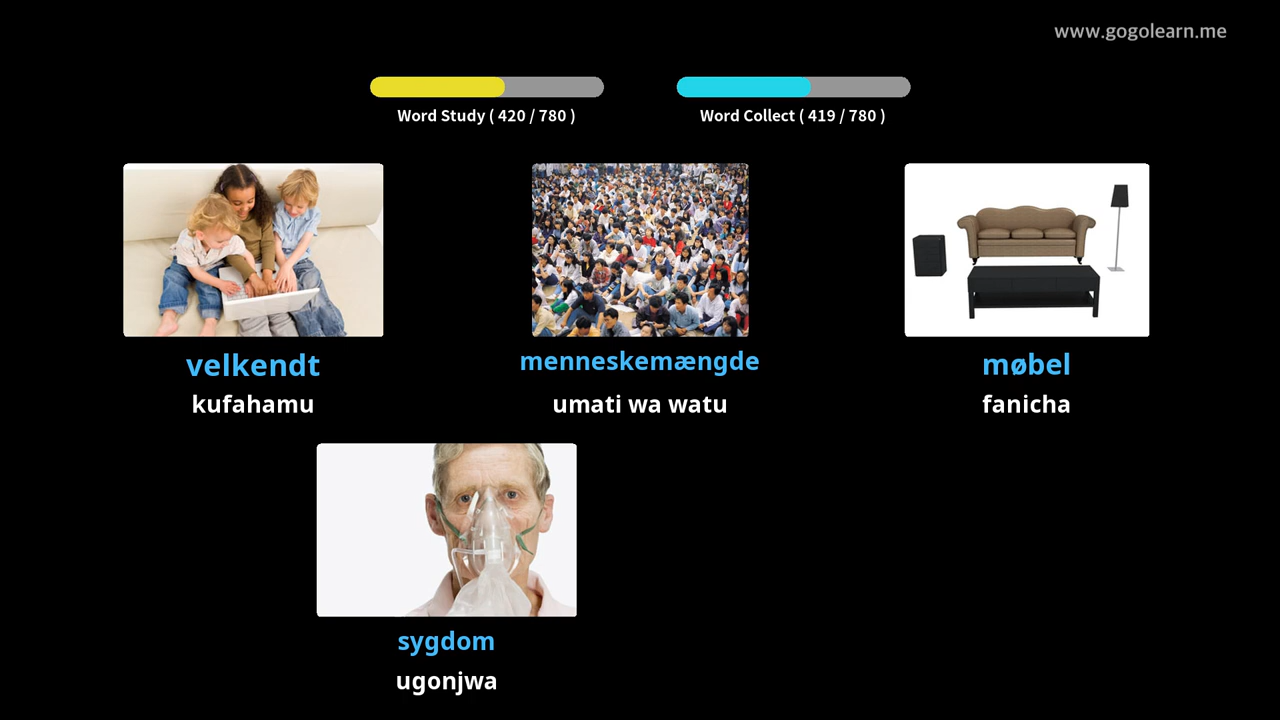 www.gogolearn.me
Word Study ( 420 / 780 )
Word Collect ( 419 / 780 )
velkendt
kufahamu
menneskemængde
umati wa watu
møbel
fanicha
sygdom
ugonjwa